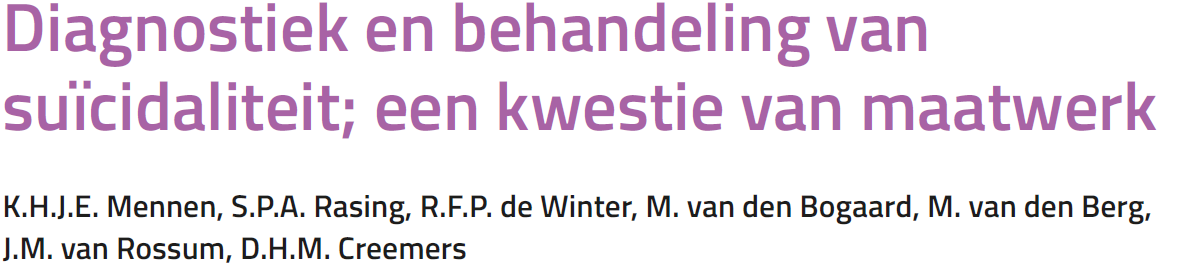 Diagnostiek en behandeling van
suïcidaliteit; een kwestie van maatwerk
K.H.J.E. Mennen, S.P.A. Rasing, R.F.P. de Winter, M. van den Bogaard, M. van den Berg,
J.M. van Rossum, D.H.M. Creemers